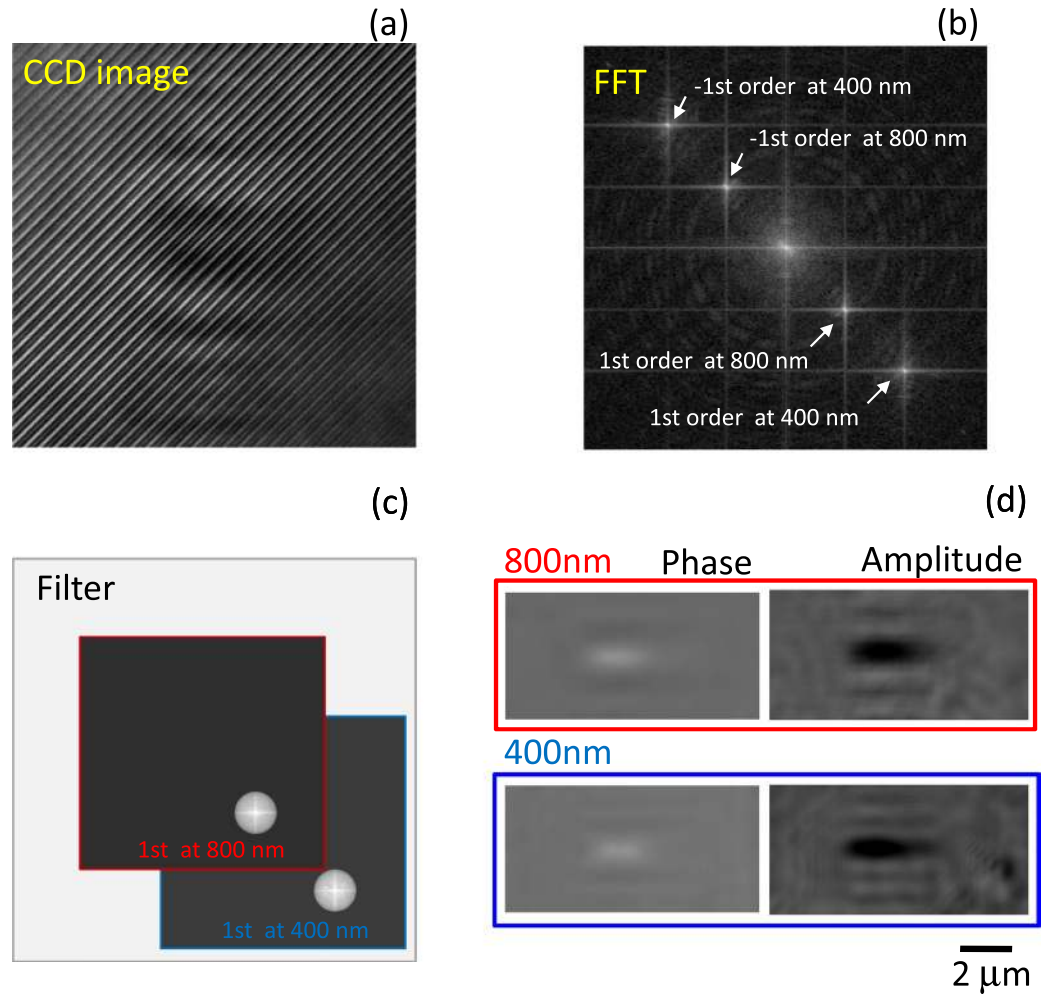 (a)
CCD image
(b)
FFT
-1st order at 400 nm
-1st order at 800 nm
1st order at 800 nm
1st order at 400 nm
(c)
Filter
1st at 800 nm
1st at 400 nm
(d)
800nm
Phase
Amplitude
400nm
2 μm